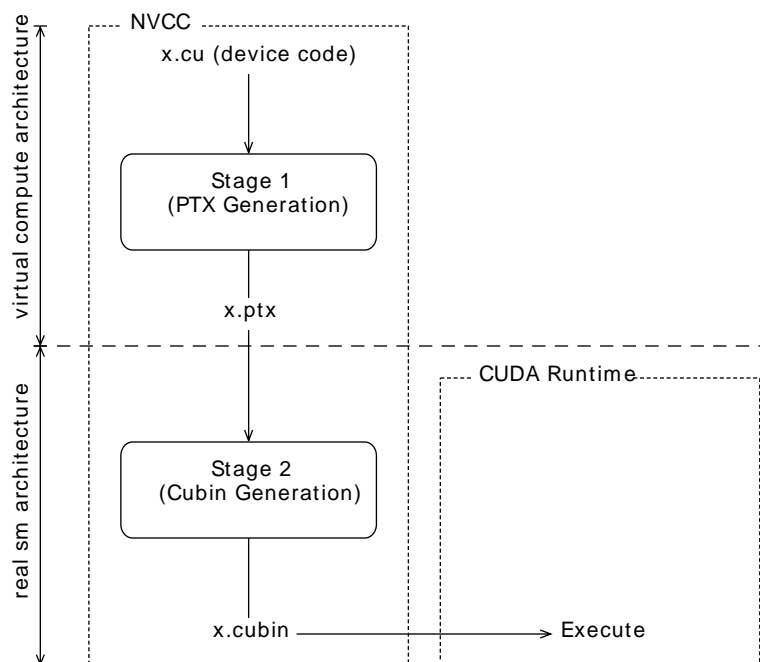 NVCC
x.cu (device code)
virtual compute architecture
Stage 1
(PTX Generation)
x.ptx
CUDA Runtime
real sm architecture
Stage 2
(Cubin Generation)
x.cubin
Execute